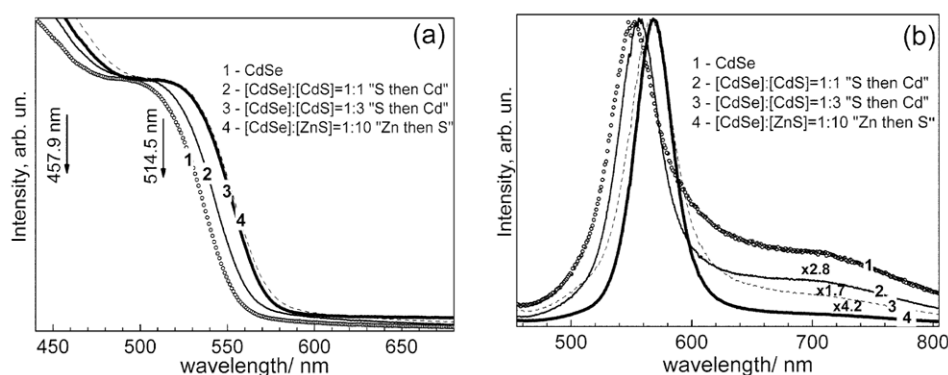 (a)
1 - CdSe
2 - [CdSe]:[CdS]=1:1 "S then Cd"
3 - [CdSe]:[CdS]=1:3 "S then Cd"
4 - [CdSe]:[ZnS]=1:10 "Zn then S"
457.9 nm
514.5 nm
1
2
3
4
Intensity, arb. un.
450 500 550 600 650
wavelength/ nm
(b)
1 - CdSe
2 - [CdSe]:[CdS]=1:1 "S then Cd"
3 - [CdSe]:[CdS]=1:3 "S then Cd"
4 - [CdSe]:[ZnS]=1:10 "Zn then S"
x2.8
1
x1.7
2.
x4.2
3
4
Intensity, arb. un.
500 600 700 800
wavelength/ nm